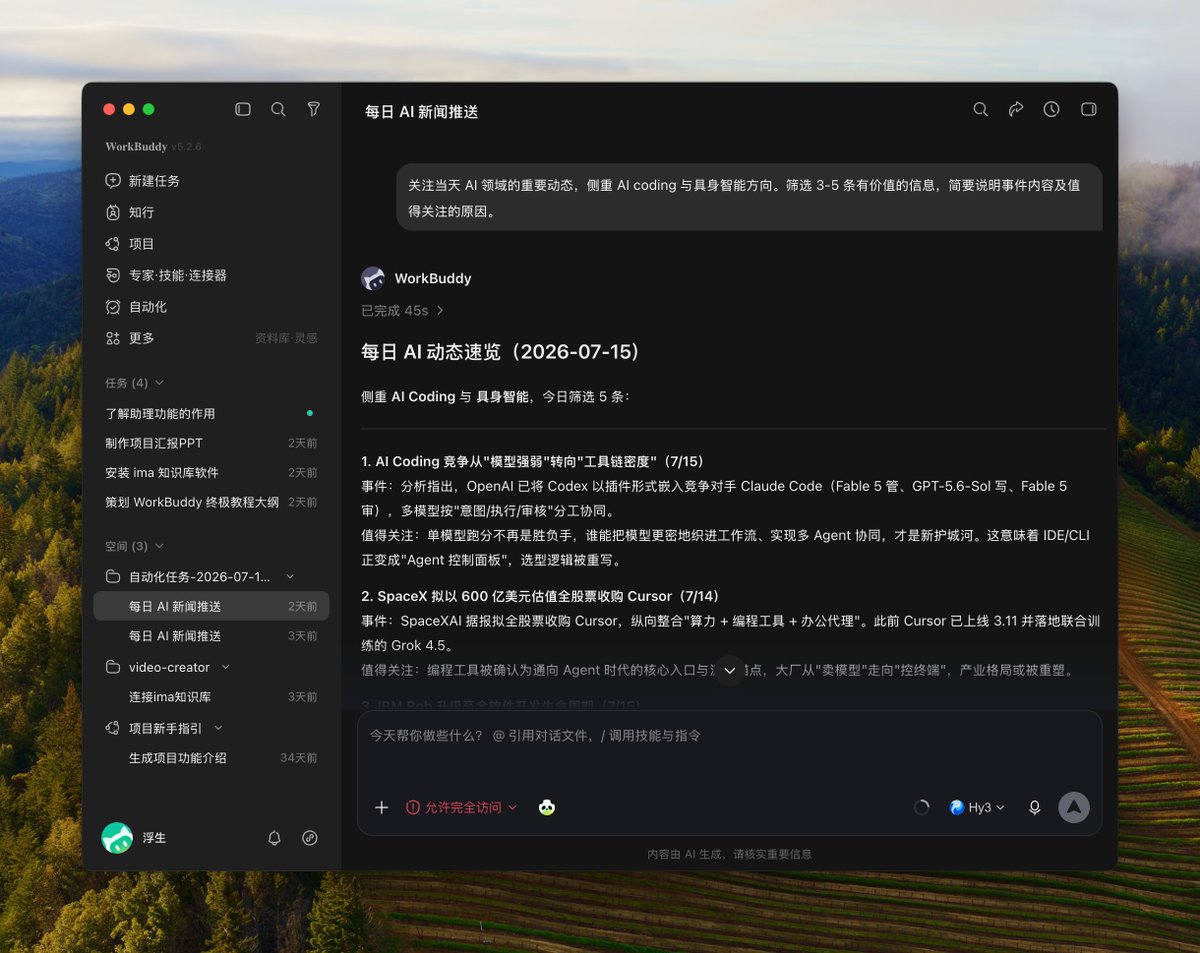 WorkBuddy v5.2.6
新建任务
知行
项目
专家·技能·连接器
自动化
更多 资料库·灵感
任务 (4)
了解助理功能的作用
制作项目汇报PPT 2天前
安装 ima 知识库软件 2天前
策划 WorkBuddy 终极教程大纲 2天前
空间 (3)
自动化任务-2026-07-1...
每日 AI 新闻推送 2天前
每日 AI 新闻推送 3天前
video-creator
连接ima知识库 3天前
项目新手指引
生成项目功能介绍 34天前
浮生
每日 AI 新闻推送
关注当天 AI 领域的重要动态，侧重 AI coding 与具身智能方向。筛选 3-5 条有价值的信息，简要说明事件内容及值
得关注的原因。
WorkBuddy
已完成 45s
每日 AI 动态速览（2026-07-15）
侧重 AI Coding 与 具身智能，今日筛选 5 条：
1. AI Coding 竞争从"模型强弱"转向"工具链密度"（7/15）
事件：分析指出，OpenAI 已将 Codex 以插件形式嵌入竞争对手 Claude Code（Fable 5 管、GPT-5.6-Sol 写、Fable 5
审），多模型按"意图/执行/审核"分工协同。
值得关注：单模型跑分不再是胜负手，谁能把模型更密地织进工作流、实现多 Agent 协同，才是新护城河。这意味着 IDE/CLI
正变成"Agent 控制面板"，选型逻辑被重写。
2. SpaceX 拟以 600 亿美元估值全股票收购 Cursor（7/14）
事件：SpaceXAI 据报拟全股票收购 Cursor，纵向整合"算力 + 编程工具 + 办公代理"。此前 Cursor 已上线 3.11 并落地联合训
练的 Grok 4.5。
值得关注：编程工具被确认为通向 Agent 时代的核心入口与 点，大厂从"卖模型"走向"控终端"，产业格局或被重塑。
3. IBM Bob 升级至全软件开发生命周期（7/15）
今天帮你做些什么？ @ 引用对话文件，/ 调用技能与指令
允许完全访问
Hy3
内容由 AI 生成，请核实重要信息